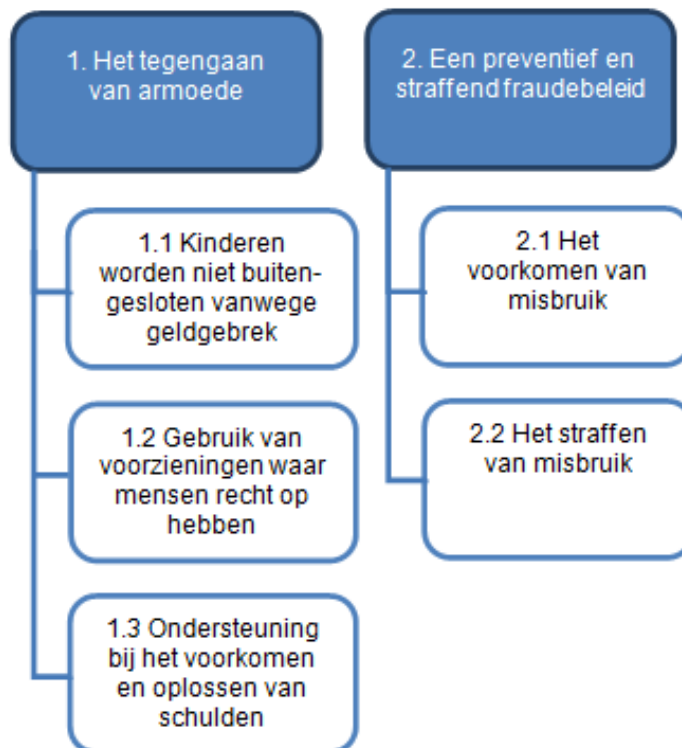 1. Het tegengaan
van armoede
1.1 Kinderen
worden niet buiten-
gesloten vanwege
geldgebrek
1.2 Gebruik van
voorzieningen waar
mensen recht op
hebben
1.3 Ondersteuning
bij het voorkomen
en oplossen van
schulden
2. Een preventief en
straffend fraudebeleid
2.1 Het
voorkomen van
misbruik
2.2 Het straffen
van misbruik